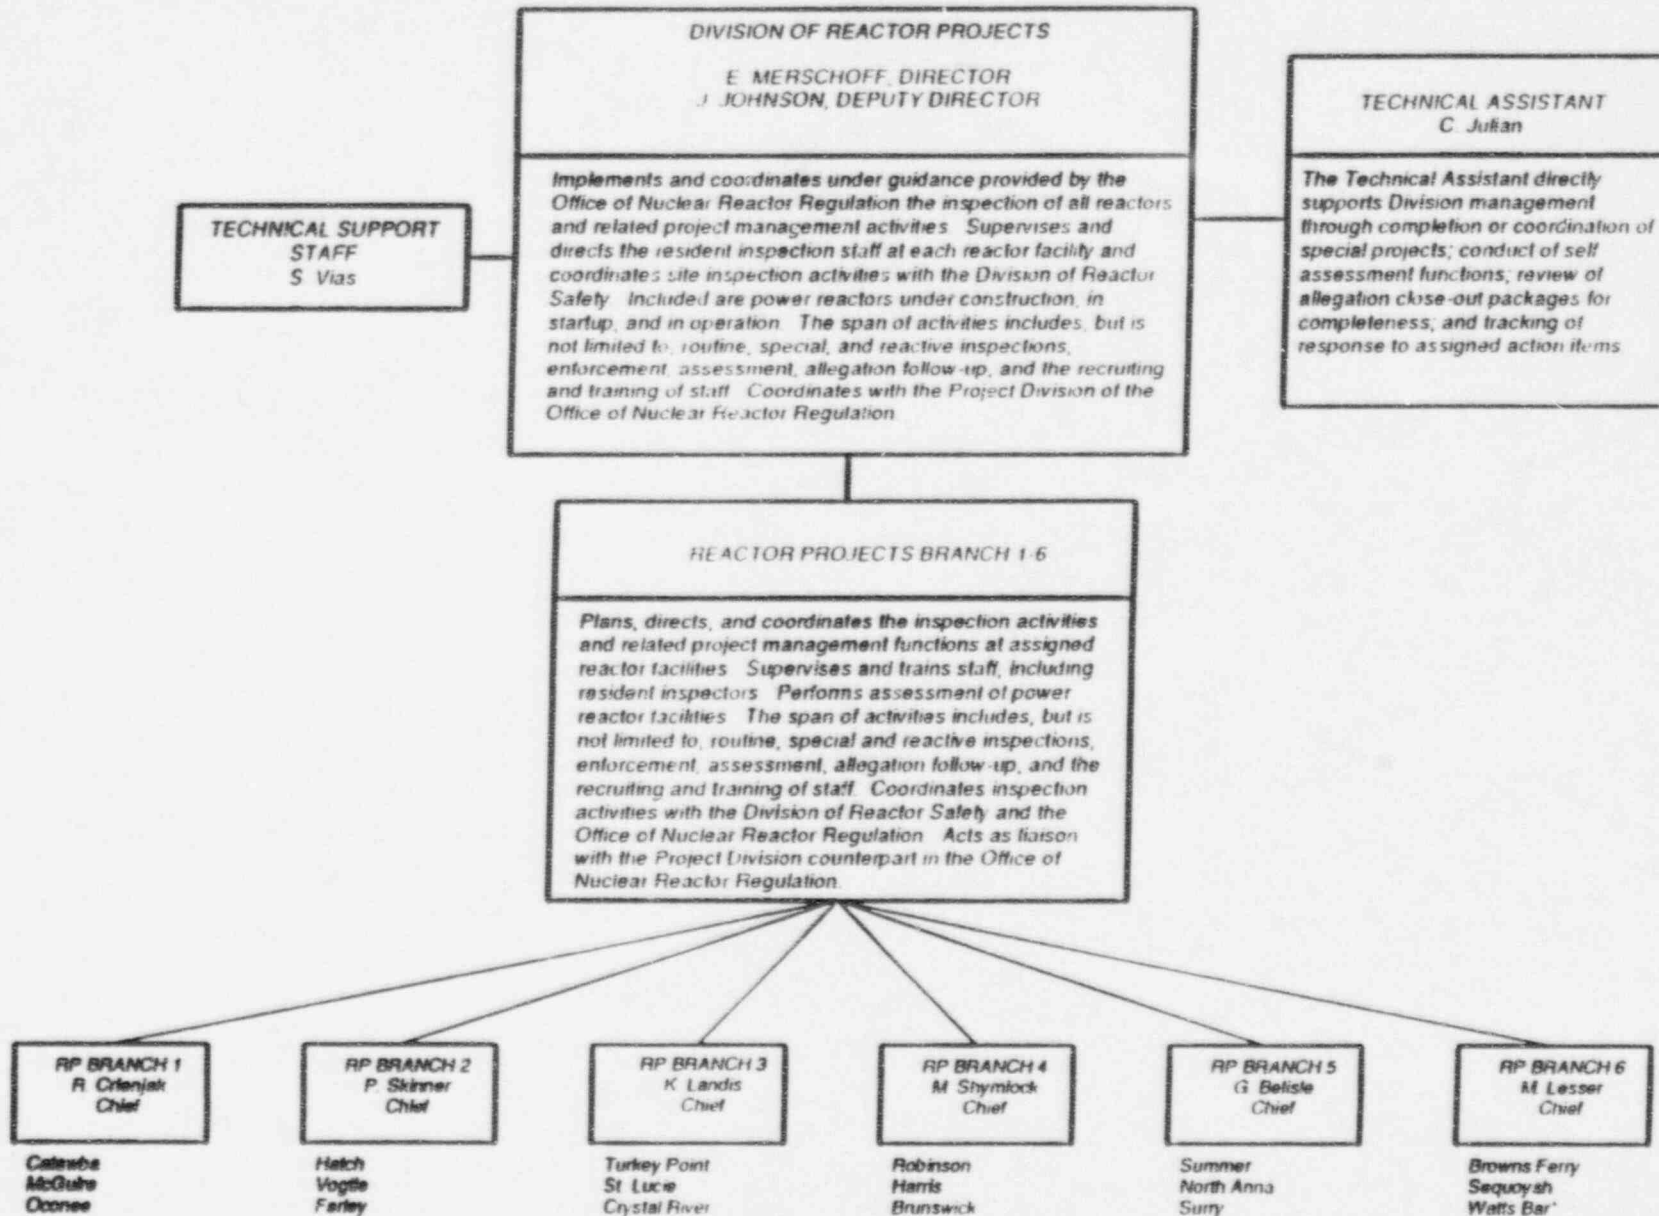 DIVISION OF REACTOR PROJECTS
E. MERSCHOFF, DIRECTOR
J. JOHNSON, DEPUTY DIRECTOR
Implements and coordinates under guidance provided by the
Office of Nuclear Reactor Regulation the inspection of all reactors
and related project management activities Supervises and
directs the resident inspection staff at each reactor facility and
coordinates site inspection activities with the Division of Reactor
Safety Included are power reactors under construction, in
startup, and in operation The span of activities includes, but is
not limited to, routine, special, and reactive inspections,
enforcement, assessment, allegation follow-up, and the recruiting
and training of staff Coordinates with the Project Division of the
Office of Nuclear Reactor Regulation
TECHNICAL SUPPORT
STAFF
S. Vias
TECHNICAL ASSISTANT
C. Julian
The Technical Assistant directly
supports Division management
through completion or coordination of
special projects; conduct of self
assessment functions; review of
allegation close-out packages for
completeness; and tracking of
response to assigned action items
REACTOR PROJECTS BRANCH 1-6
Plans, directs, and coordinates the inspection activities
and related project management functions at assigned
reactor facilities Supervises and trains staff, including
resident inspectors Performs assessment of power
reactor facilities The span of activities includes, but is
not limited to, routine, special and reactive inspections,
enforcement, assessment, allegation follow-up, and the
recruiting and training of staff. Coordinates inspection
activities with the Division of Reactor Safety and the
Office of Nuclear Reactor Regulation Acts as liaison
with the Project Division counterpart in the Office of
Nuclear Reactor Regulation.
RP BRANCH 1
R. Crlenjak
Chief
Catawba
McGuire
Oconee
RP BRANCH 2
P. Skinner
Chief
Hatch
Vogtle
Farley
RP BRANCH 3
K. Landis
Chief
Turkey Point
St. Lucie
Crystal River
RP BRANCH 4
M. Shymlock
Chief
Robinson
Harris
Brunswick
RP BRANCH 5
G. Belisle
Chief
Summer
North Anna
Surry
RP BRANCH 6
M. Lesser
Chief
Browns Ferry
Sequoyah
Watts Bar*